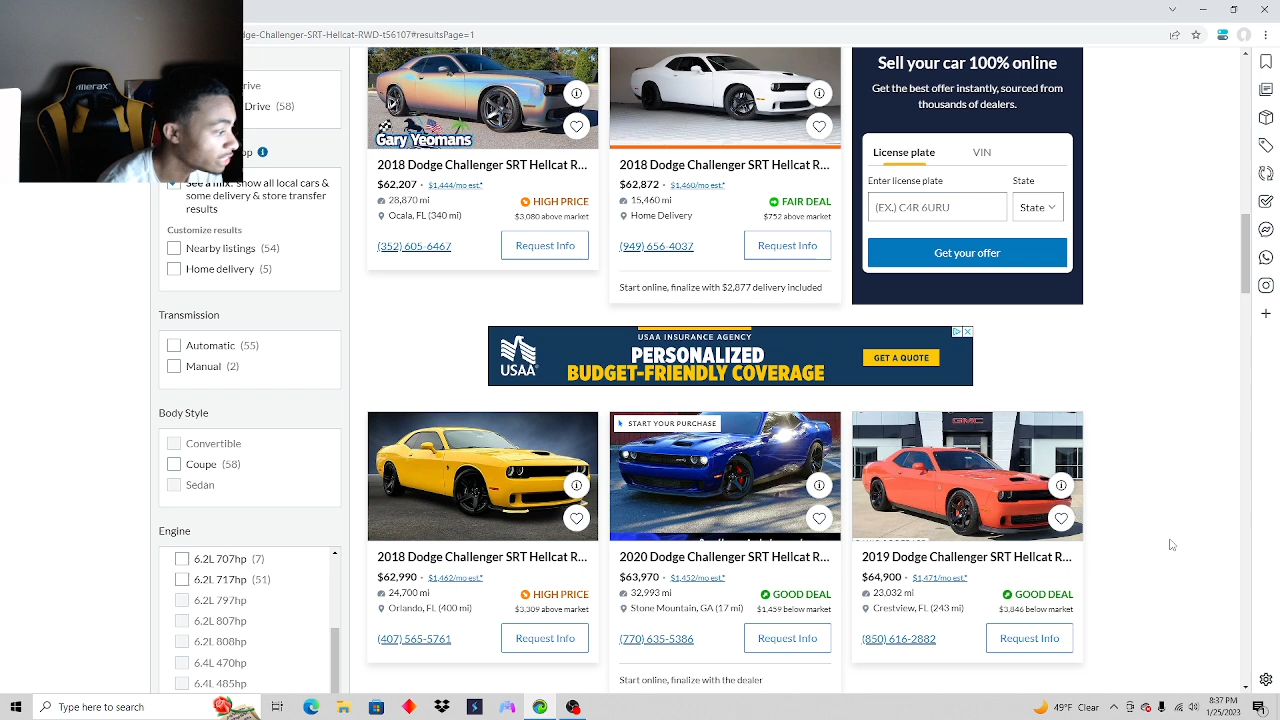 dge-Challenger-SRT-Hellcat-RWD-t56107#resultsPage=1
Drive (58)
See a mix: show all local cars &
some delivery & store transfer
results
Customize results
Nearby listings (54)
Home delivery (5)
Transmission
Automatic (55)
Manual (2)
Body Style
Convertible
Coupe (58)
Sedan
Engine
6.2L 707hp (7)
6.2L 717hp (51)
6.2L 797hp
6.2L 807hp
6.2L 808hp
6.4L 470hp
6.4L 485hp
Gary Yeomans
2018 Dodge Challenger SRT Hellcat R...
$62,207 · $1,444/mo est.*
28,870 mi
HIGH PRICE
Ocala, FL (340 mi)
$3,080 above market
(352) 605-6467
Request Info
2018 Dodge Challenger SRT Hellcat R...
$62,872 · $1,460/mo est.*
15,460 mi
FAIR DEAL
Home Delivery
$752 above market
(949) 656-4037
Request Info
Start online, finalize with $2,877 delivery included
Sell your car 100% online
Get the best offer instantly, sourced from
thousands of dealers.
License plate
VIN
Enter license plate
State
(EX.) C4R 6URU
State
Get your offer
USAA
USAA INSURANCE AGENCY
PERSONALIZED
BUDGET-FRIENDLY COVERAGE
GET A QUOTE
2018 Dodge Challenger SRT Hellcat R...
$62,990 · $1,462/mo est.*
24,700 mi
HIGH PRICE
Orlando, FL (400 mi)
$3,309 above market
(407) 565-5761
Request Info
START YOUR PURCHASE
2020 Dodge Challenger SRT Hellcat R...
$63,970 · $1,452/mo est.*
32,993 mi
GOOD DEAL
Stone Mountain, GA (17 mi)
$1,459 below market
(770) 635-5386
Request Info
Start online, finalize with the dealer
GMC
2019 Dodge Challenger SRT Hellcat R...
$64,900 · $1,471/mo est.*
23,032 mi
GOOD DEAL
Crestview, FL (243 mi)
$3,846 below market
(850) 616-2882
Request Info
Type here to search
49°F Clear
8:37 PM
1/25/2023